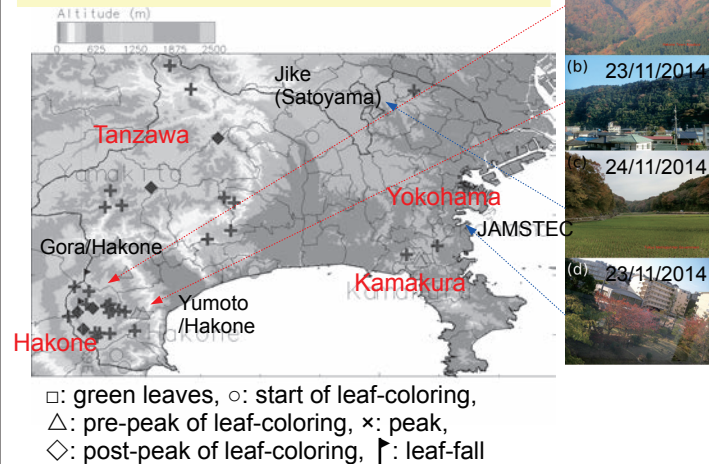 Altitude (m)
0 625 1250 1875 2500
Jike
(Satoyama)
Tanzawa
Yokohama
JAMSTEC
Gora/Hakone
Kamakura
Kamakura
Yumoto
/Hakone
Hakone
Hakone
(b) 23/11/2014
(c) 24/11/2014
(d) 23/11/2014
□: green leaves, ○: start of leaf-coloring,
△: pre-peak of leaf-coloring, ×: peak,
◇: post-peak of leaf-coloring, : leaf-fall